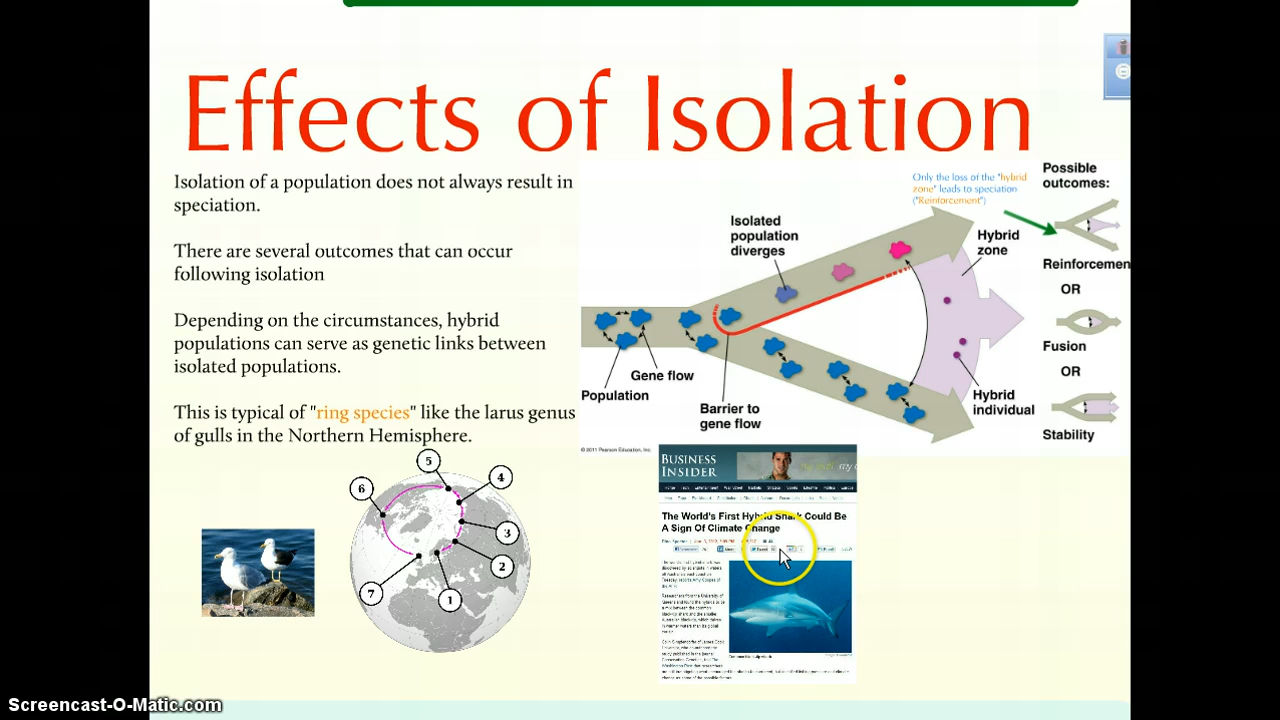 Effects of Isolation
Isolation of a population does not always result in
speciation.
There are several outcomes that can occur
following isolation
Depending on the circumstances, hybrid
populations can serve as genetic links between
isolated populations.
This is typical of "ring species" like the larus genus
of gulls in the Northern Hemisphere.
Only the loss of the "hybrid
zone" leads to speciation
("Reinforcement")
Possible
outcomes:
Isolated
population
diverges
Hybrid
zone
Reinforcemen
OR
Fusion
OR
Stability
Gene flow
Population
Barrier to
gene flow
Hybrid
individual
© 2011 Pearson Education, Inc.
5
4
6
3
2
7
1
BUSINESS
INSIDER
The World's First Hybrid Shark Could Be
A Sign Of Climate Change
Screencast-O-Matic.com